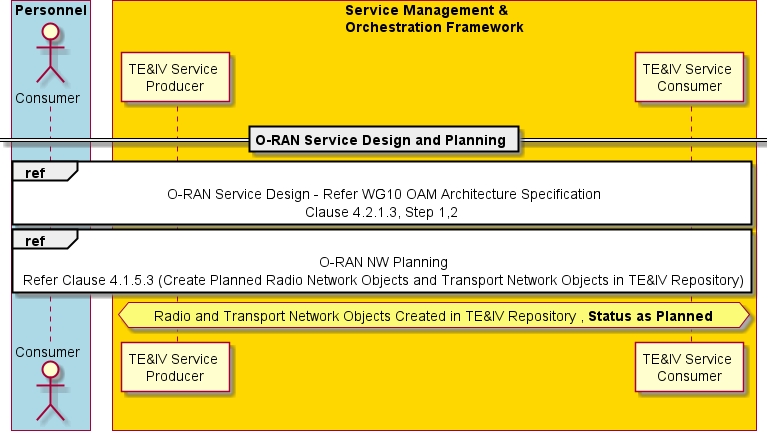 Personnel
Service Management &
Orchestration Framework
Consumer
TE&IV Service
Producer
TE&IV Service
Consumer
O-RAN Service Design and Planning
ref
O-RAN Service Design - Refer WG10 OAM Architecture Specification
Clause 4.2.1.3, Step 1,2
ref
O-RAN NW Planning
Refer Clause 4.1.5.3 (Create Planned Radio Network Objects and Transport Network Objects in TE&IV Repository)
Radio and Transport Network Objects Created in TE&IV Repository , Status as Planned
Consumer
TE&IV Service
Producer
TE&IV Service
Consumer